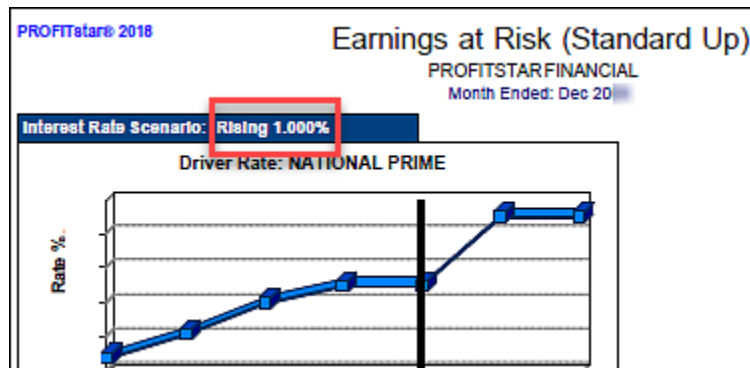 PROFITstar® 2018
Earnings at Risk (Standard Up)
PROFITSTAR FINANCIAL
Month Ended: Dec 20
Interest Rate Scenario: Rising 1.000%
Driver Rate: NATIONAL PRIME
Rate %.